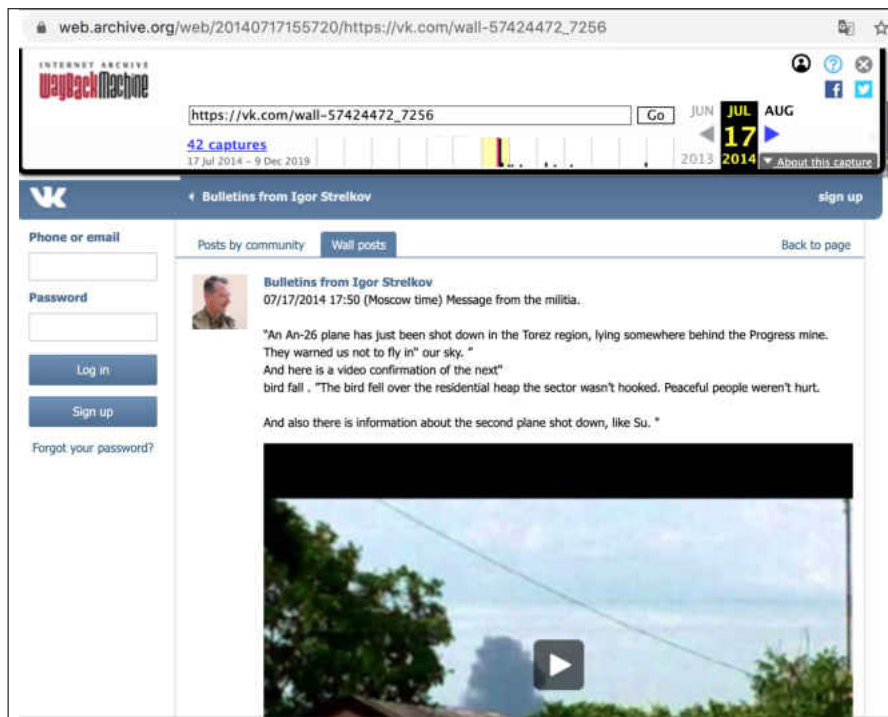 web.archive.org/web/20140717155720/https://vk.com/wall-57424472_7256
INTERNET ARCHIVE
WayBackMachine
https://vk.com/wall-57424472_7256
Go
JUN JUL AUG
17
2013 2014
42 captures
17 Jul 2014 – 9 Dec 2019
About this capture
Bulletins from Igor Strelkov
sign up
Phone or email
Password
Log in
Sign up
Forgot your password?
Posts by community
Wall posts
Back to page
Bulletins from Igor Strelkov
07/17/2014 17:50 (Moscow time) Message from the militia.
"An An-26 plane has just been shot down in the Torez region, lying somewhere behind the Progress mine.
They warned us not to fly in" our sky. "
And here is a video confirmation of the next"
bird fall . "The bird fell over the residential heap the sector wasn't hooked. Peaceful people weren't hurt.
And also there is information about the second plane shot down, like Su. "